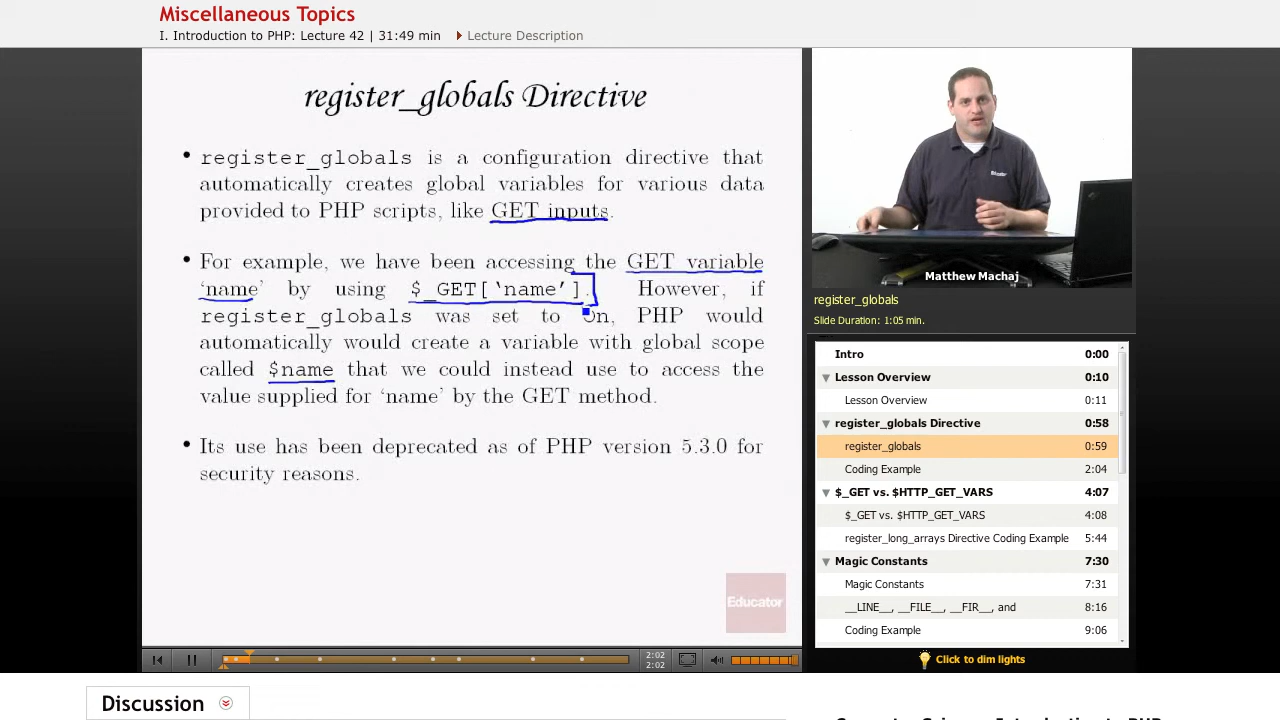 Miscellaneous Topics
I. Introduction to PHP: Lecture 42 | 31:49 min
Lecture Description
register_globals Directive
• register_globals is a configuration directive that
automatically creates global variables for various data
provided to PHP scripts, like GET inputs.
• For example, we have been accessing the GET variable
‘name’ by using $_GET[‘name’]. However, if
register_globals was set to On, PHP would
automatically would create a variable with global scope
called $name that we could instead use to access the
value supplied for ‘name’ by the GET method.
• Its use has been deprecated as of PHP version 5.3.0 for
security reasons.
Educator
2:02
2:02
Matthew Machaj
register_globals
Slide Duration: 1:05 min.
Intro 0:00
Lesson Overview 0:10
Lesson Overview 0:11
register_globals Directive 0:58
register_globals 0:59
Coding Example 2:04
$_GET vs. $HTTP_GET_VARS 4:07
$_GET vs. $HTTP_GET_VARS 4:08
register_long_arrays Directive Coding Example 5:44
Magic Constants 7:30
Magic Constants 7:31
__LINE__, __FILE__, __FIR__, and 8:16
Coding Example 9:06
Click to dim lights
Discussion